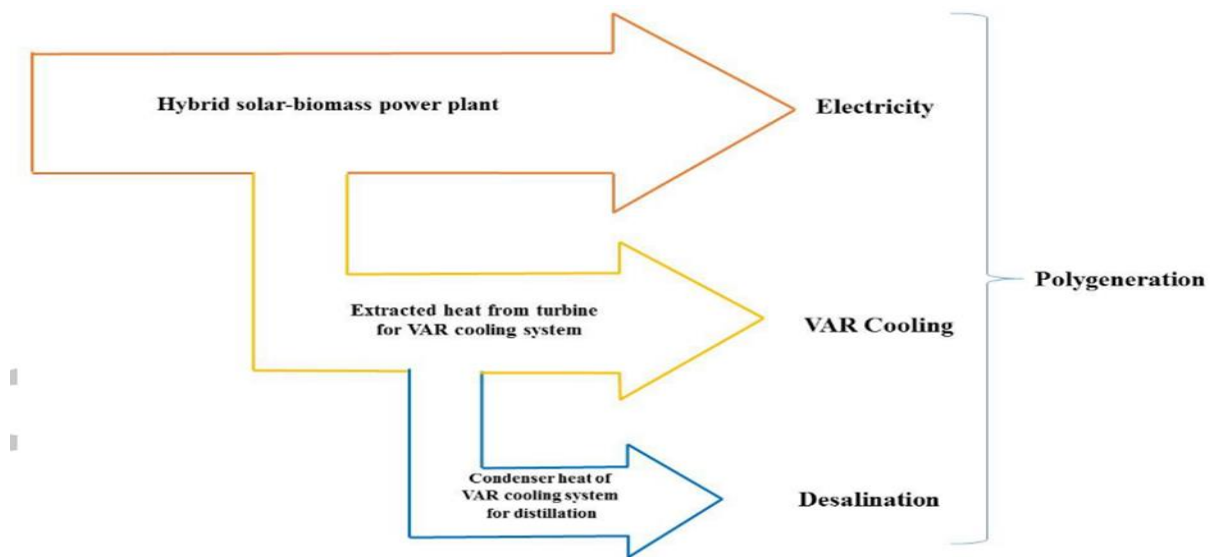 Hybrid solar-biomass power plant
Electricity
Extracted heat from turbine
for VAR cooling system
VAR Cooling
Polygeneration
Condenser heat of
VAR cooling system
for distillation
Desalination